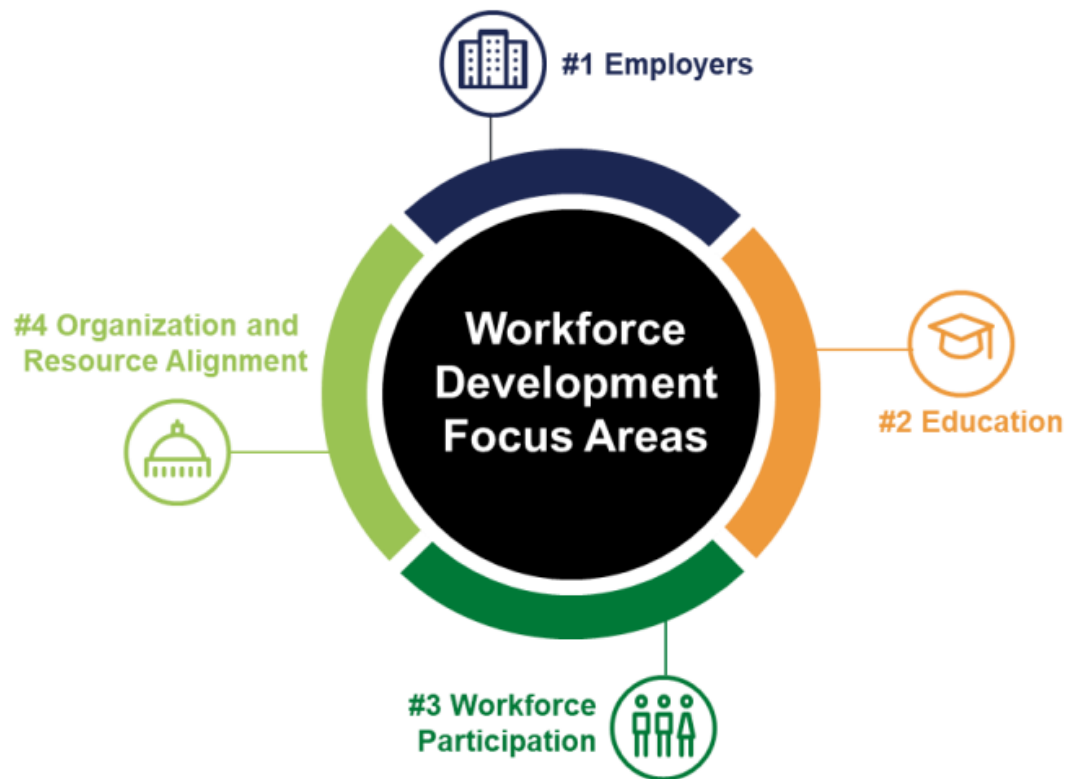 #1 Employers
Workforce
Development
Focus Areas
#2 Education
#3 Workforce
Participation
#4 Organization and
Resource Alignment